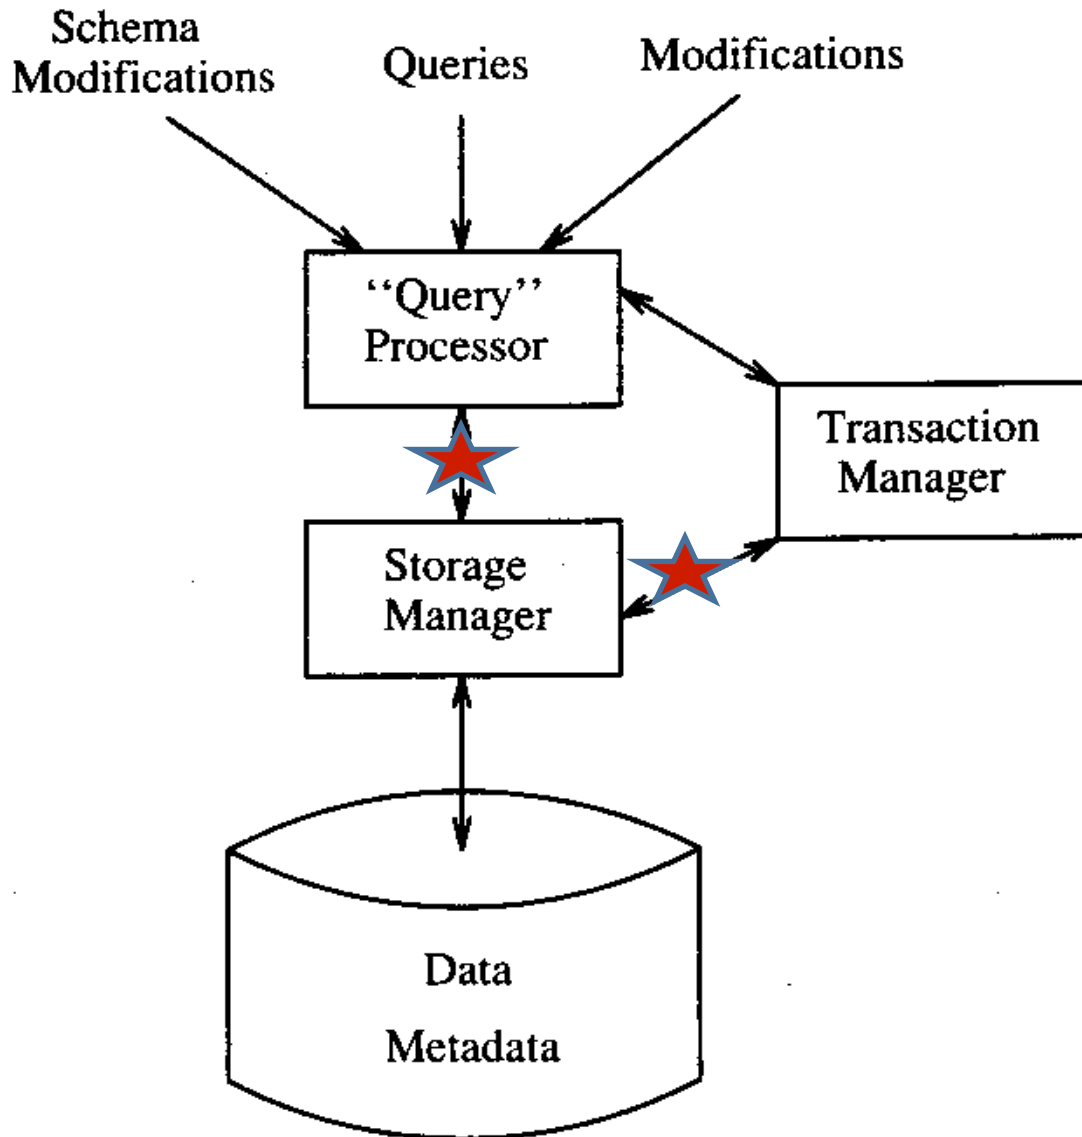 Schema
Modifications
Queries
Modifications
‘‘Query’’
Processor
Transaction
Manager
Storage
Manager
Data
Metadata